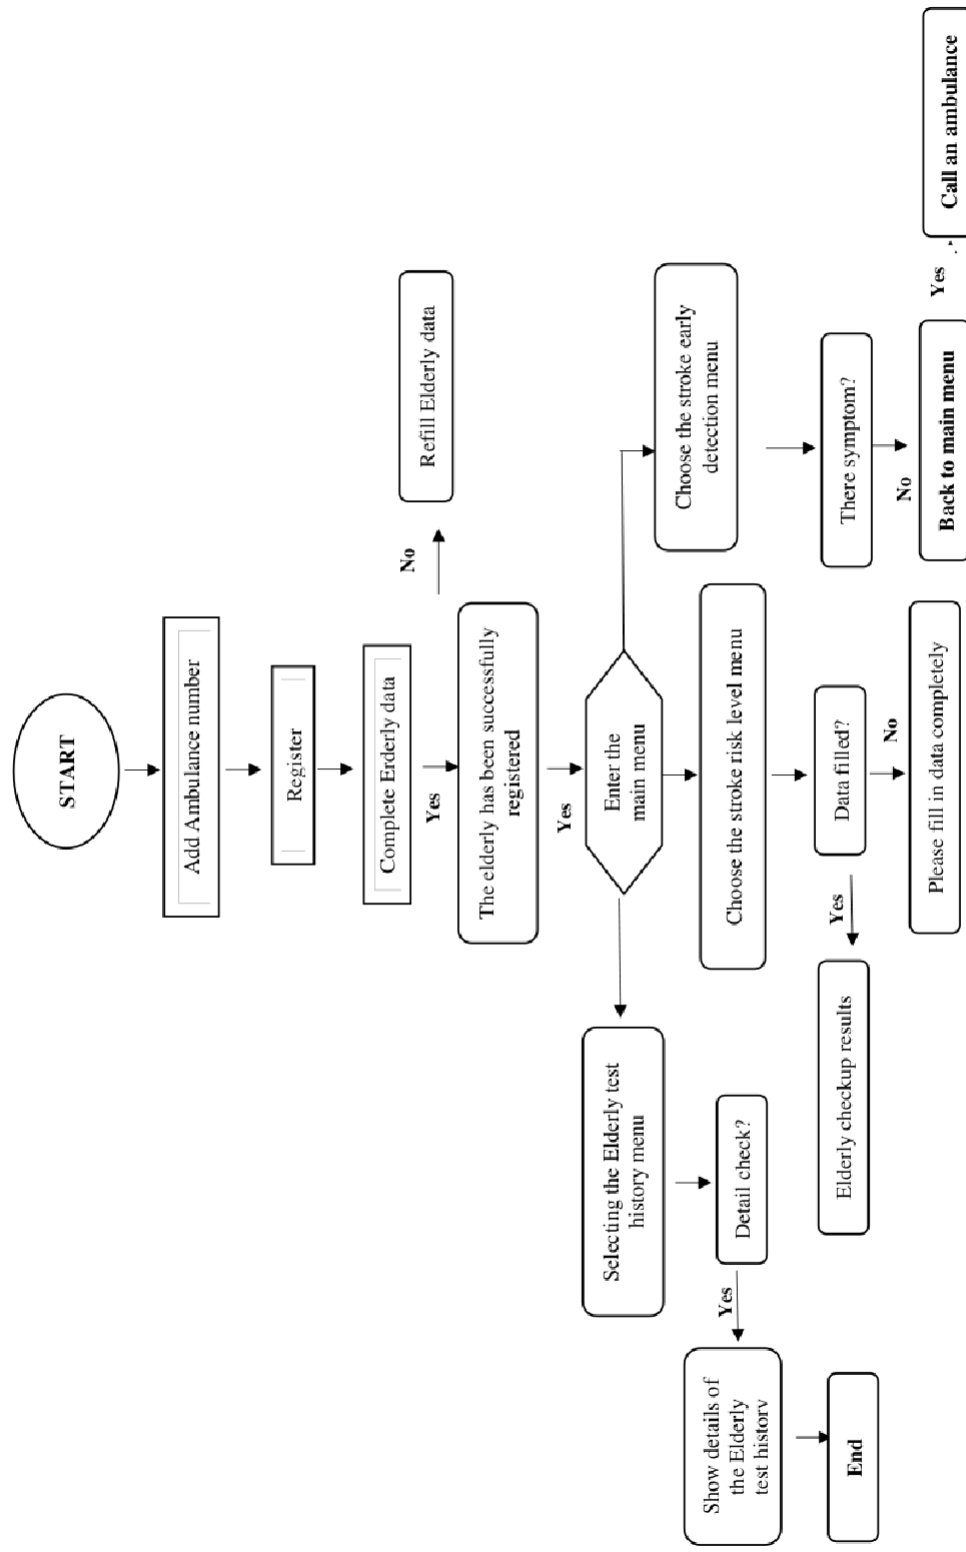 START
Add Ambulance number
Register
Complete Erderly data
Yes
No
Refill Elderly data
The elderly has been successfully
registered
Yes
Enter the
main menu
Selecting the Elderly test
history menu
Detail check?
Yes
Show details of
the Elderly
test history
End
Choose the stroke risk level menu
Data filled?
Yes
Elderly checkup results
No
Please fill in data completely
Choose the stroke early
detection menu
There symptom?
No
Back to main menu
Yes
Call an ambulance